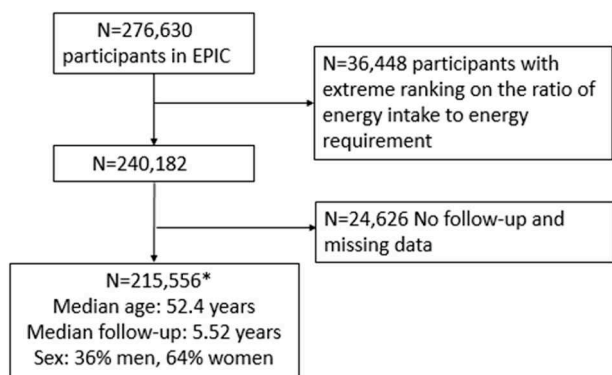 N=276,630
participants in EPIC
N=36,448 participants with
extreme ranking on the ratio of
energy intake to energy
requirement
N=240,182
N=24,626 No follow-up and
missing data
N=215,556*
Median age: 52.4 years
Median follow-up: 5.52 years
Sex: 36% men, 64% women